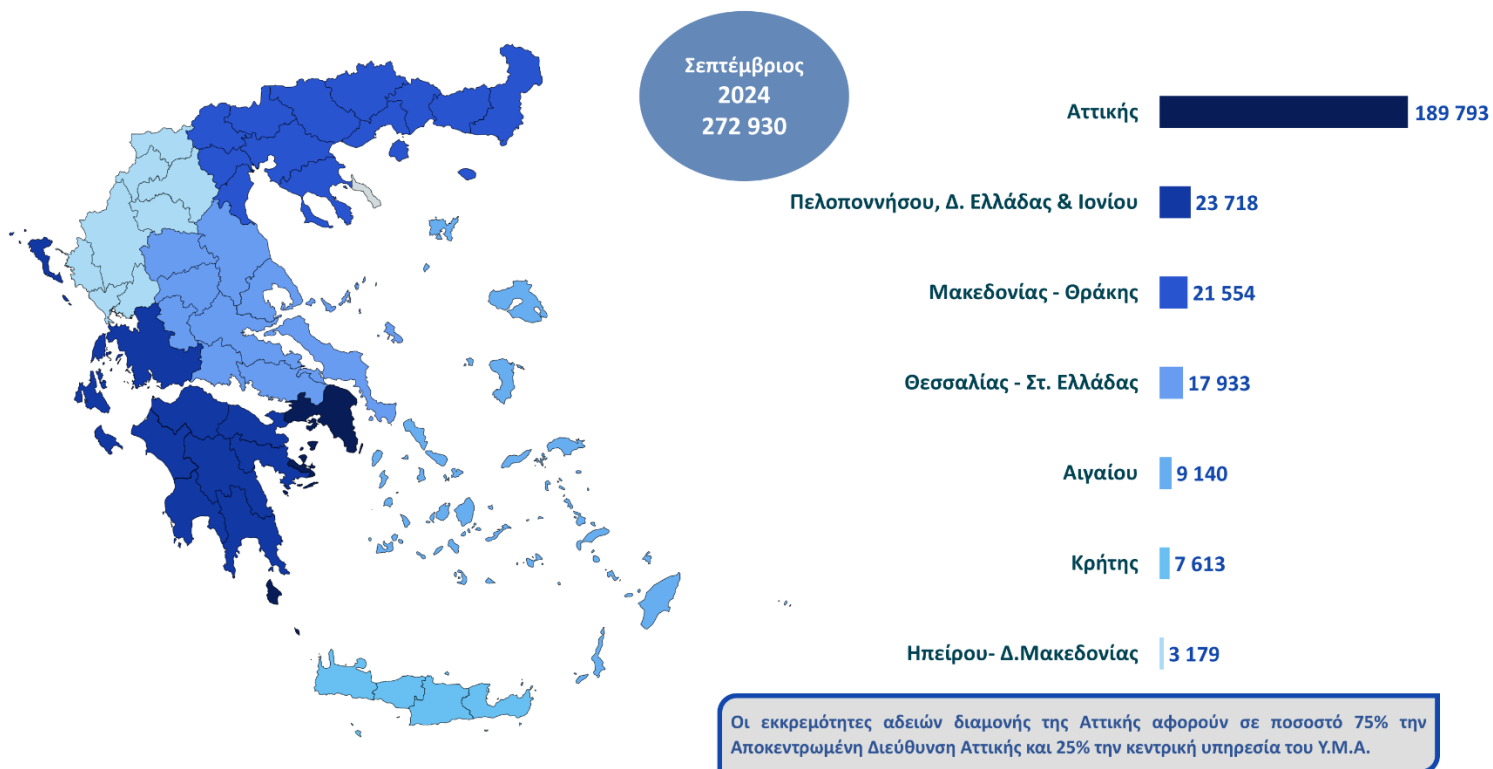 Σεπτέμβριος
2024
272 930
Αττικής
189 793
Πελοποννήσου, Δ. Ελλάδας & Ιονίου
23 718
Μακεδονίας - Θράκης
21 554
Θεσσαλίας - Στ. Ελλάδας
17 933
Αιγαίου
9 140
Κρήτης
7 613
Ηπείρου- Δ.Μακεδονίας
3 179
Οι εκκρεμότητες αδειών διαμονής της Αττικής αφορούν σε ποσοστό 75% την
Αποκεντρωμένη Διεύθυνση Αττικής και 25% την κεντρική υπηρεσία του Υ.Μ.Α.